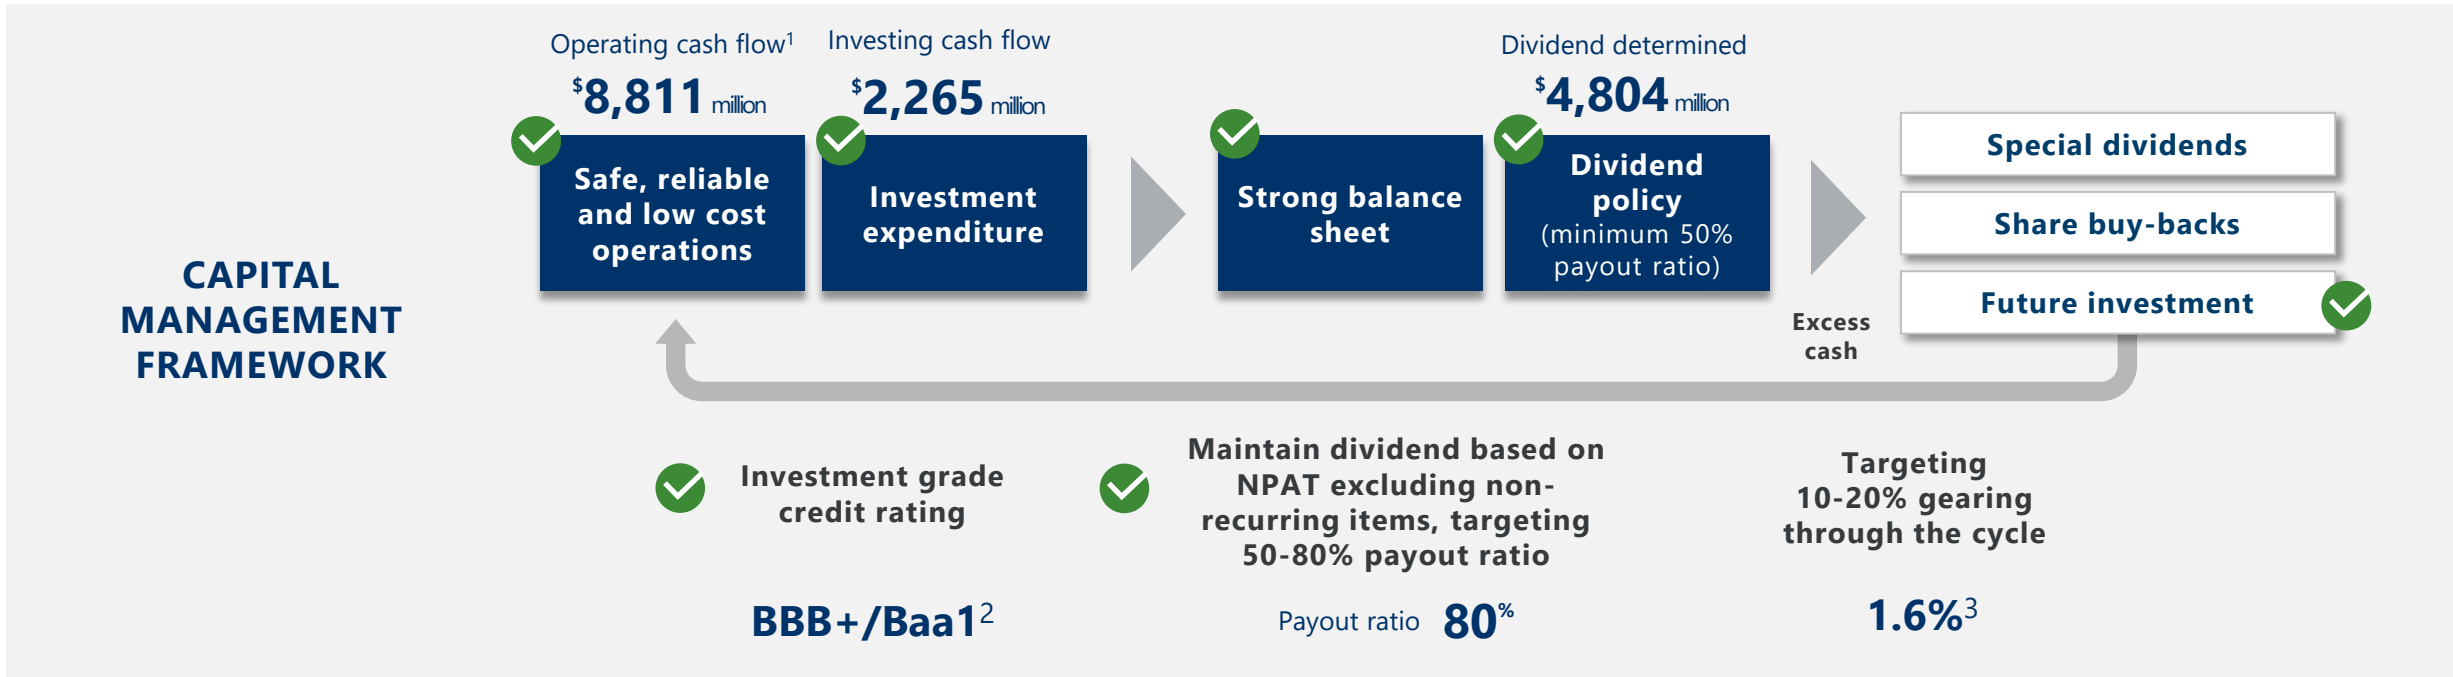 CAPITAL
MANAGEMENT
FRAMEWORK
Operating cash flow1
$8,811 million
Safe, reliable
and low cost
operations
Investing cash flow
$2,265 million
Investment
expenditure
Strong balance
sheet
Dividend determined
$4,804 million
Dividend
policy
(minimum 50%
payout ratio)
Excess
cash
Special dividends
Share buy-backs
Future investment
Investment grade
credit rating
BBB+/Baa12
Maintain dividend based on
NPAT excluding non-
recurring items, targeting
50-80% payout ratio
Payout ratio 80%
Targeting
10-20% gearing
through the cycle
1.6%3